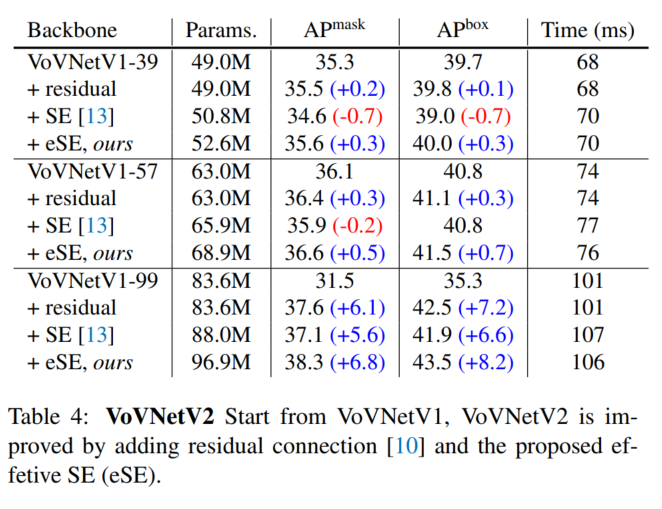 Backbone Params. APmask APbox Time (ms)
VoVNetV1-39 49.0M 35.3 39.7 68
+ residual 49.0M 35.5 (+0.2) 39.8 (+0.1) 68
+ SE [13] 50.8M 34.6 (-0.7) 39.0 (-0.7) 70
+ eSE, ours 52.6M 35.6 (+0.3) 40.0 (+0.3) 70
VoVNetV1-57 63.0M 36.1 40.8 74
+ residual 63.0M 36.4 (+0.3) 41.1 (+0.3) 74
+ SE [13] 65.9M 35.9 (-0.2) 40.8 77
+ eSE, ours 68.9M 36.6 (+0.5) 41.5 (+0.7) 76
VoVNetV1-99 83.6M 31.5 35.3 101
+ residual 83.6M 37.6 (+6.1) 42.5 (+7.2) 101
+ SE [13] 88.0M 37.1 (+5.6) 41.9 (+6.6) 107
+ eSE, ours 96.9M 38.3 (+6.8) 43.5 (+8.2) 106
Table 4: VoVNetV2 Start from VoVNetV1, VoVNetV2 is im-
proved by adding residual connection [10] and the proposed ef-
fetive SE (eSE).